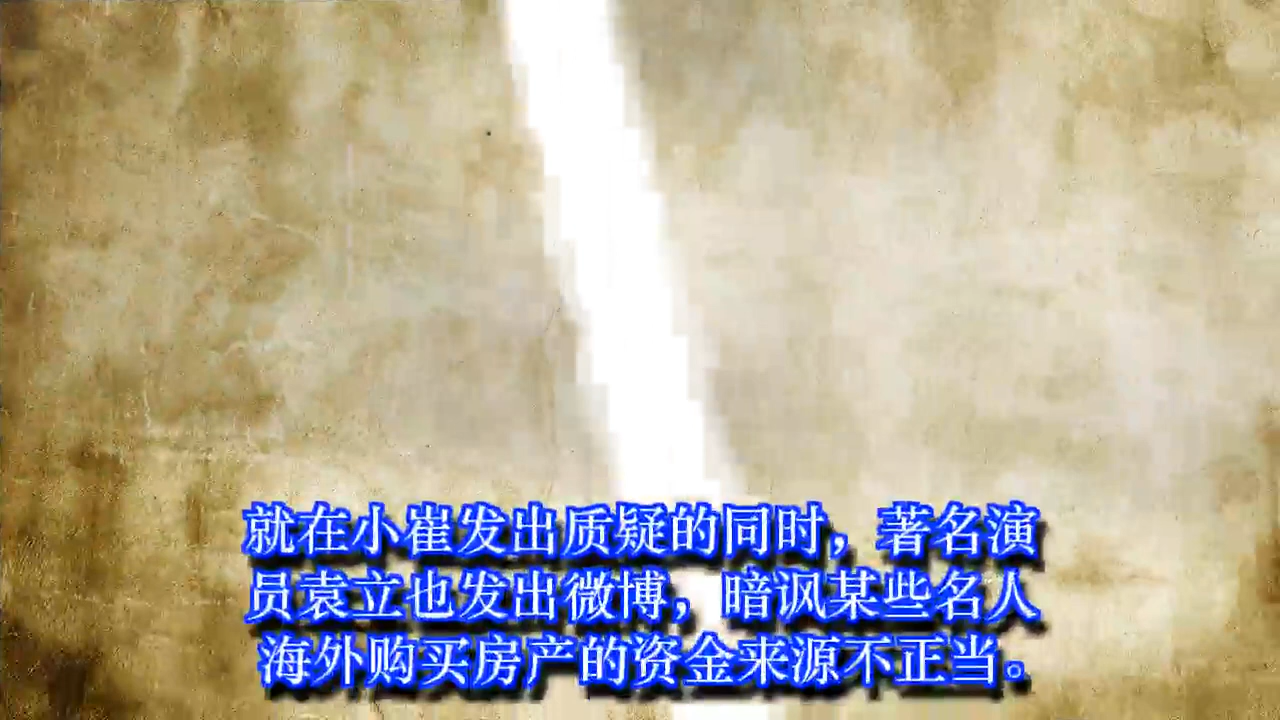 就在小崔发出质疑的同时，著名演
员袁立也发出微博，暗讽某些名人
海外购买房产的资金来源不正当。